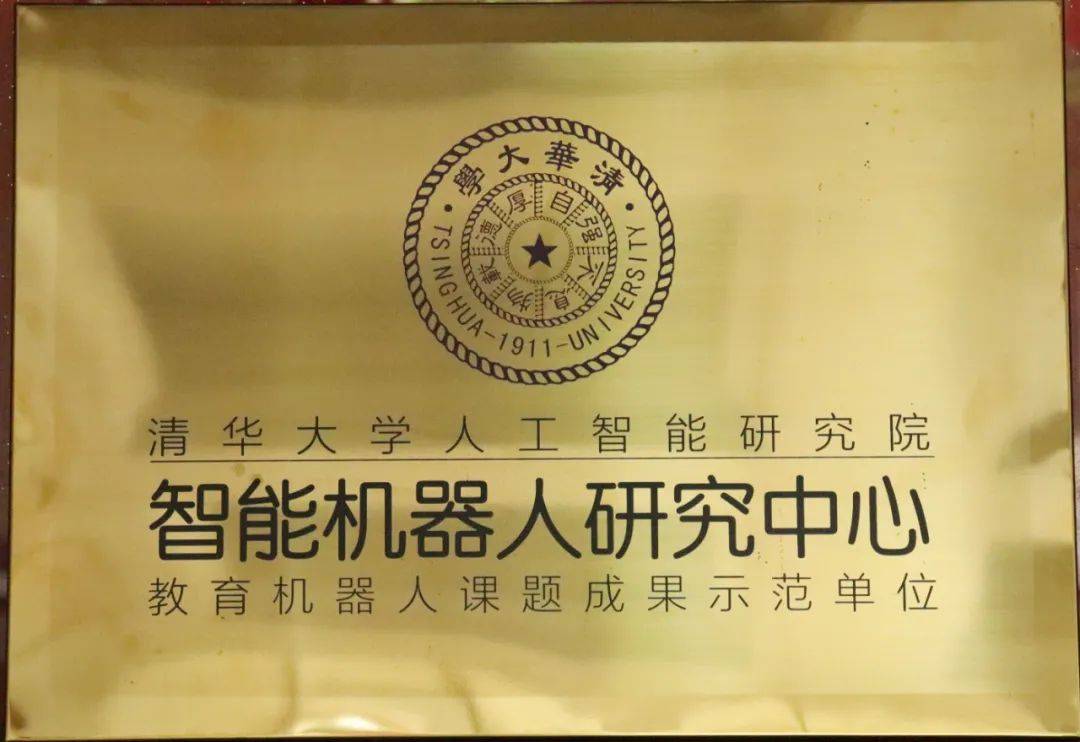 清華大學
TSINGHUA-1911-UNIVERSITY
自强不息
厚德載物
清华大学人工智能研究院
智能机器人研究中心
教育机器人课题成果示范单位